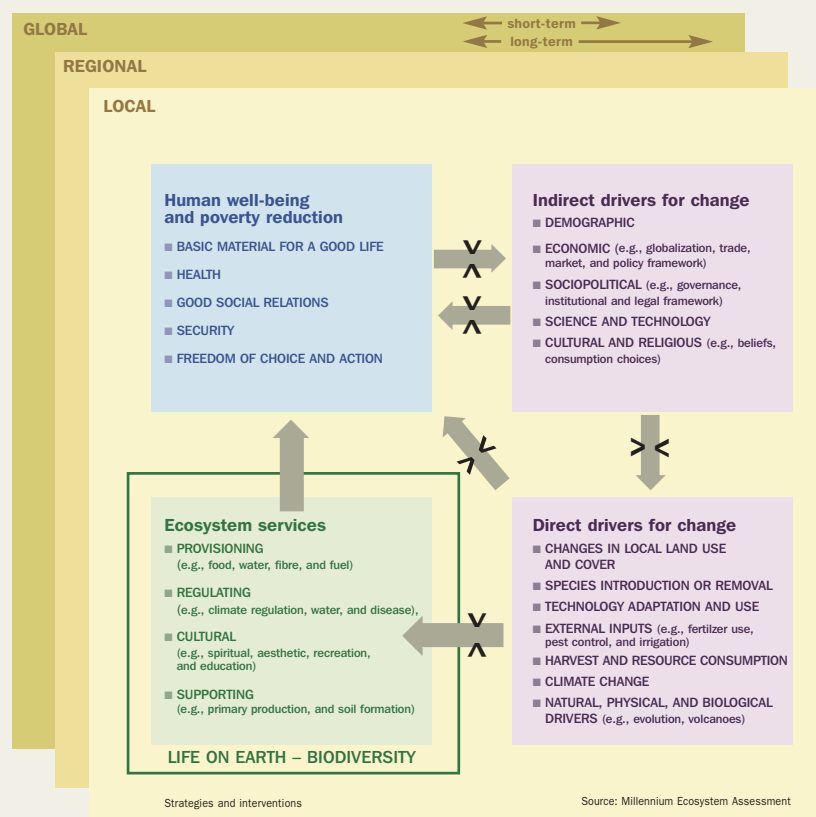 GLOBAL
short-term
long-term
REGIONAL
LOCAL
Human well-being
and poverty reduction
BASIC MATERIAL FOR A GOOD LIFE
HEALTH
GOOD SOCIAL RELATIONS
SECURITY
FREEDOM OF CHOICE AND ACTION
Indirect drivers for change
DEMOGRAPHIC
ECONOMIC (e.g., globalization, trade,
market, and policy framework)
SOCIOPOLITICAL (e.g., governance,
institutional and legal framework)
SCIENCE AND TECHNOLOGY
CULTURAL AND RELIGIOUS (e.g., beliefs,
consumption choices)
Ecosystem services
PROVISIONING
(e.g., food, water, fibre, and fuel)
REGULATING
(e.g., climate regulation, water, and disease),
CULTURAL
(e.g., spiritual, aesthetic, recreation,
and education)
SUPPORTING
(e.g., primary production, and soil formation)
LIFE ON EARTH – BIODIVERSITY
Direct drivers for change
CHANGES IN LOCAL LAND USE
AND COVER
SPECIES INTRODUCTION OR REMOVAL
TECHNOLOGY ADAPTATION AND USE
EXTERNAL INPUTS (e.g., fertilzer use,
pest control, and irrigation)
HARVEST AND RESOURCE CONSUMPTION
CLIMATE CHANGE
NATURAL, PHYSICAL, AND BIOLOGICAL
DRIVERS (e.g., evolution, volcanoes)
Strategies and interventions
Source: Millennium Ecosystem Assessment